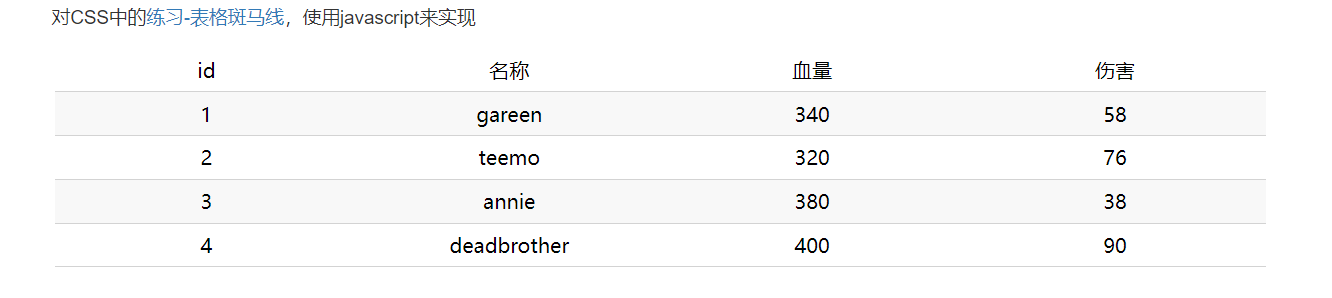 对CSS中的练习-表格斑马线，使用javascript来实现
id 名称 血量 伤害
1 gareen 340 58
2 teemo 320 76
3 annie 380 38
4 deadbrother 400 90